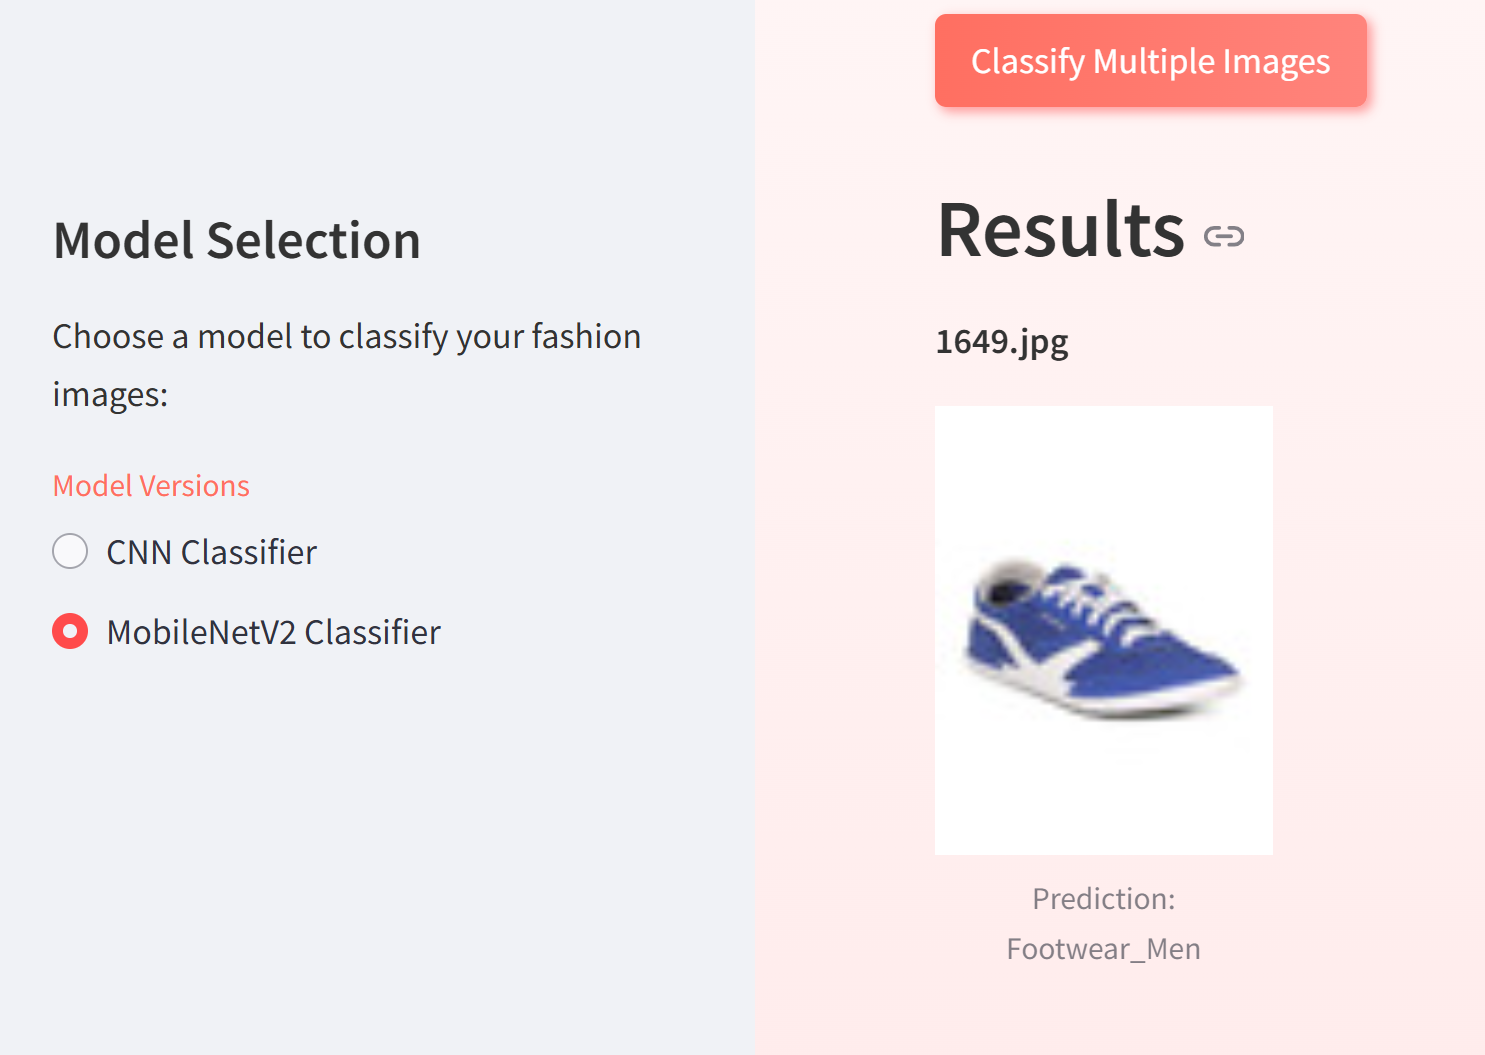 Model Selection
Choose a model to classify your fashion
images:
Model Versions
CNN Classifier
MobileNetV2 Classifier
Classify Multiple Images
Results
1649.jpg
Prediction:
Footwear_Men